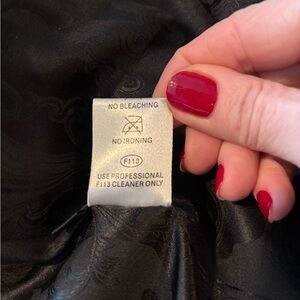 NO BLEACHING
NO IRONING
F113
USE PROFESSIONAL
F113 CLEANER ONLY